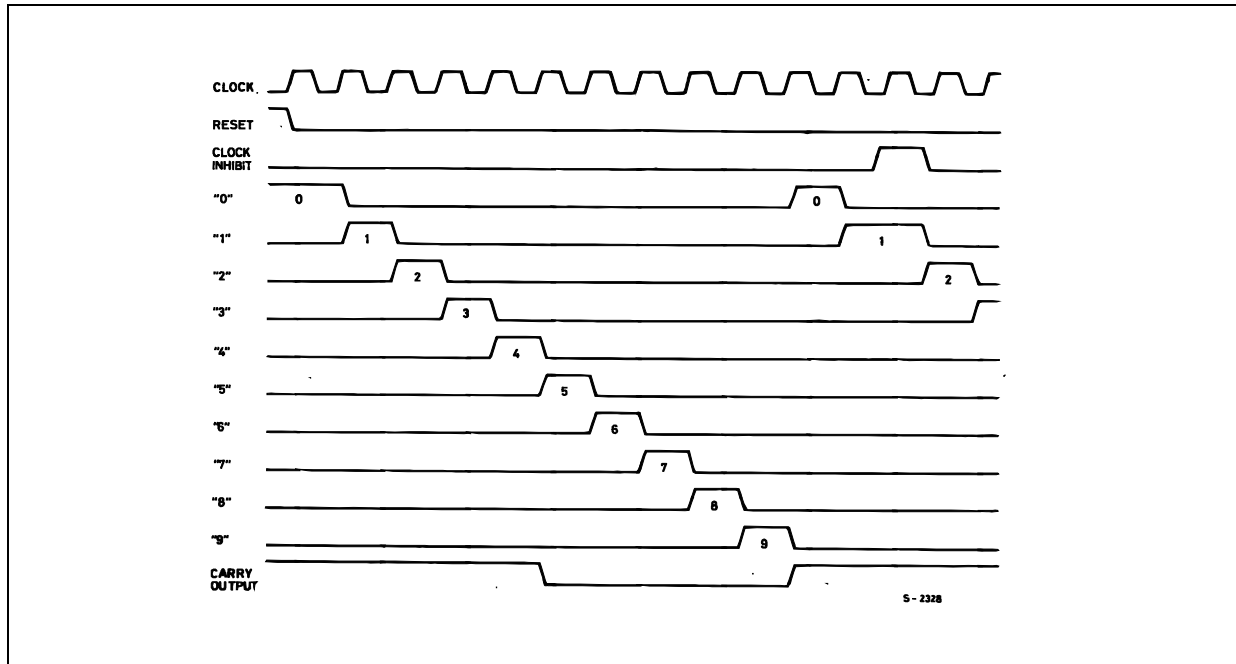 CLOCK
RESET
CLOCK
INHIBIT
"0" 0 0
"1" 1 1
"2" 2 2
"3" 3
"4" 4
"5" 5
"6" 6
"7" 7
"8" 8
"9" 9
CARRY
OUTPUT
S-2328